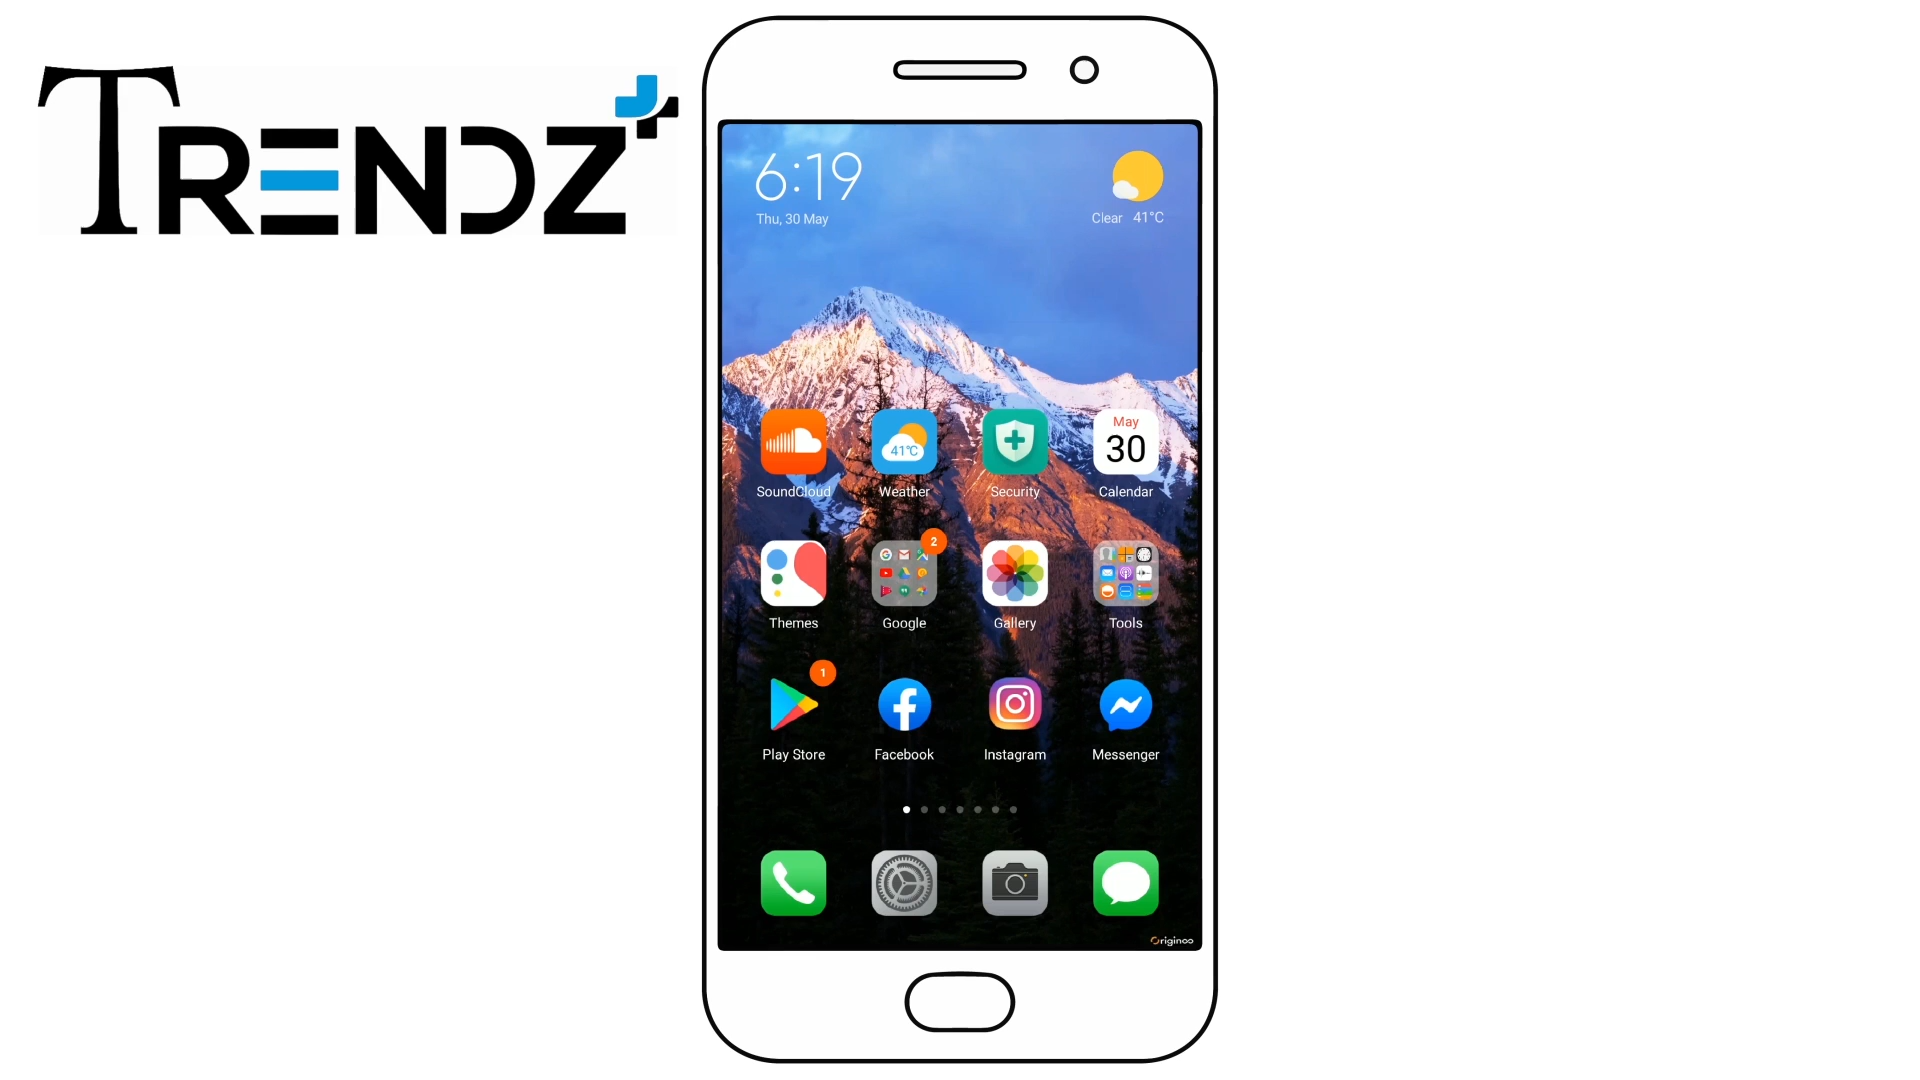 TRENDZ
6:19
Thu, 30 May
Clear 41°C
41°C
May
30
SoundCloud
Weather
Security
Calendar
2
Themes
Google
Gallery
Tools
1
Play Store
Facebook
Instagram
Messenger
Originoo